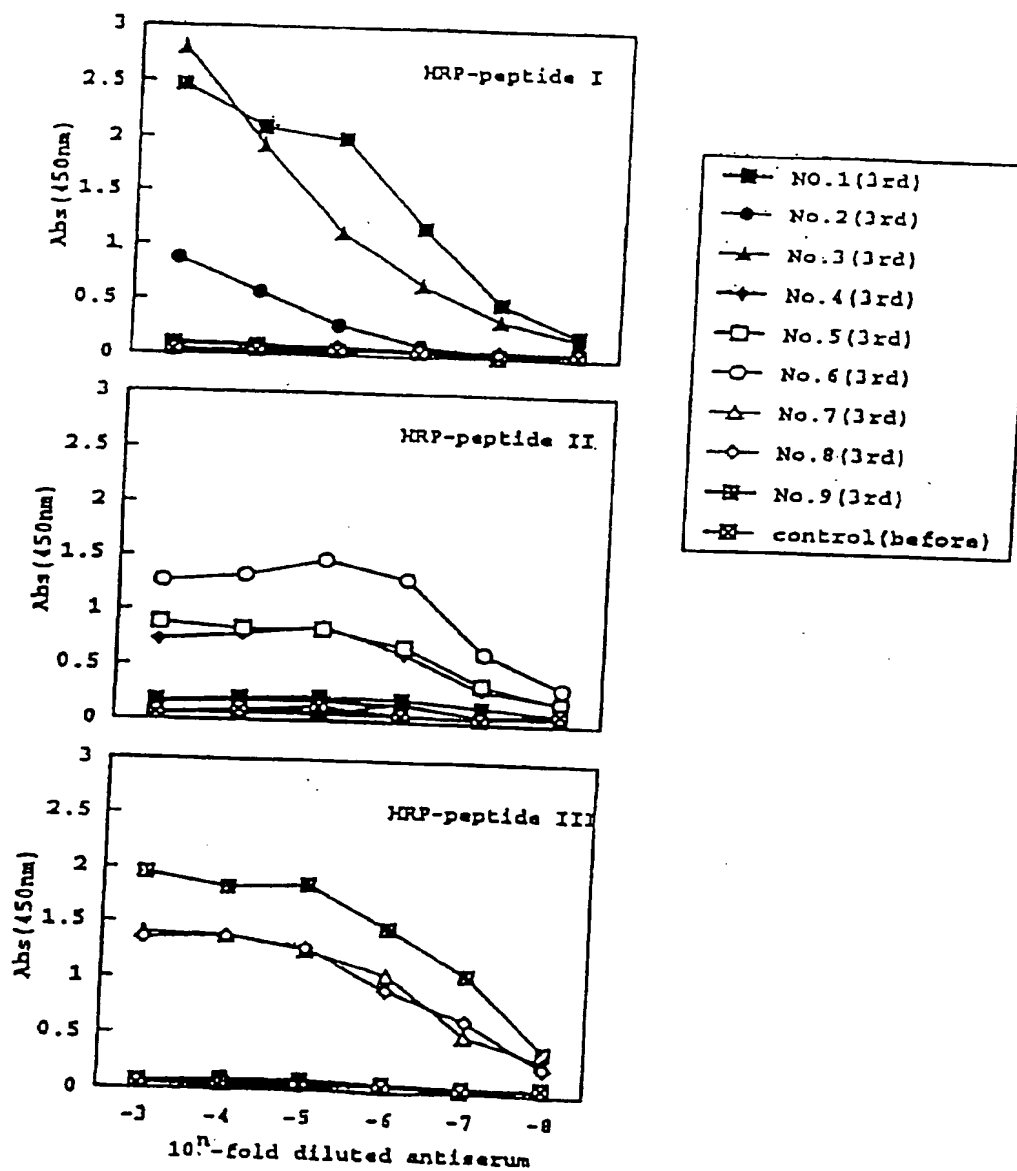 3
2.5
2
1.5
1
0.5
0
Abs(450nm)
HRP-peptide I
3
2.5
2
1.5
1
0.5
0
Abs(450nm)
HRP-peptide II
3
2.5
2
1.5
1
0.5
0
Abs(450nm)
HRP-peptide III
-3 -4 -5 -6 -7 -8
10ⁿ-fold diluted antiserum
NO.1(3rd)
No.2(3rd)
No.3(3rd)
No.4(3rd)
No.5(3rd)
No.6(3rd)
No.7(3rd)
No.8(3rd)
No.9(3rd)
control(before)